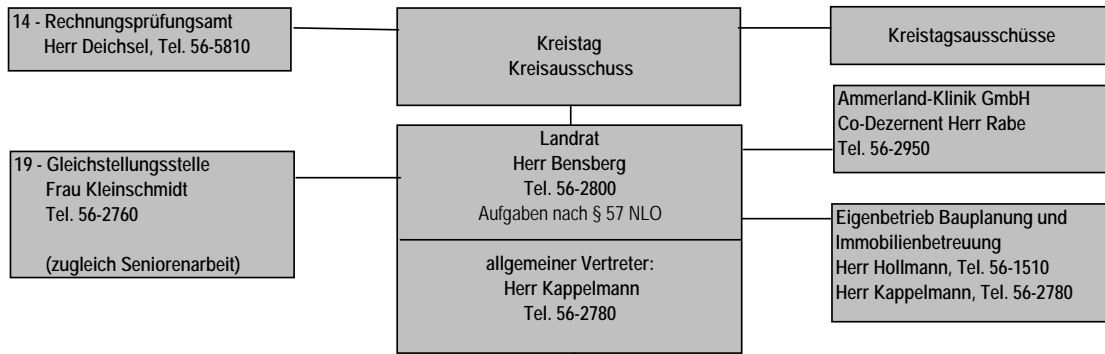 14 - Rechnungsprüfungsamt
Herr Deichsel, Tel. 56-5810
Kreistag
Kreisausschuss
Kreistagsausschüsse
19 - Gleichstellungsstelle
Frau Kleinschmidt
Tel. 56-2760
(zugleich Seniorenarbeit)
Landrat
Herr Bensberg
Tel. 56-2800
Aufgaben nach § 57 NLO
allgemeiner Vertreter:
Herr Kappelmann
Tel. 56-2780
Ammerland-Klinik GmbH
Co-Dezernent Herr Rabe
Tel. 56-2950
Eigenbetrieb Bauplanung und
Immobilienbetreuung
Herr Hollmann, Tel. 56-1510
Herr Kappelmann, Tel. 56-2780